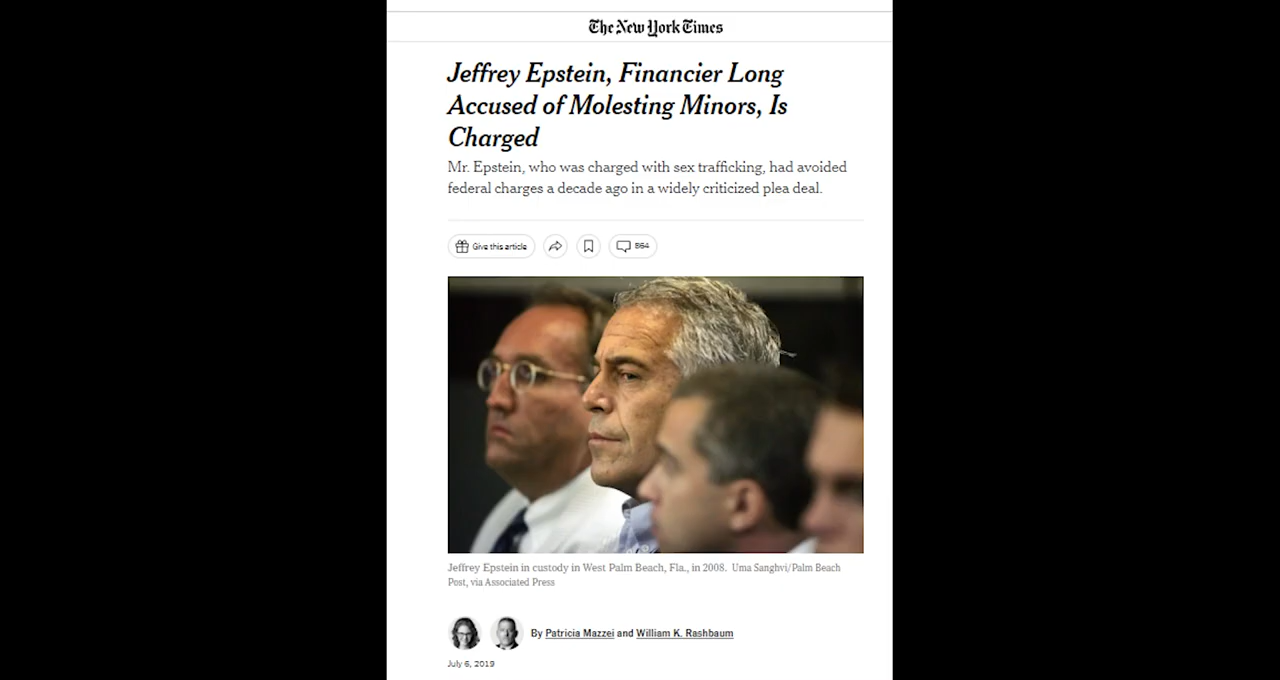 The New York Times
Jeffrey Epstein, Financier Long
Accused of Molesting Minors, Is
Charged
Mr. Epstein, who was charged with sex trafficking, had avoided
federal charges a decade ago in a widely criticized plea deal.
Give this article
864
Jeffrey Epstein in custody in West Palm Beach, Fla., in 2008. Uma Sanghvi/Palm Beach
Post, via Associated Press
By Patricia Mazzei and William K. Rashbaum
July 6, 2019